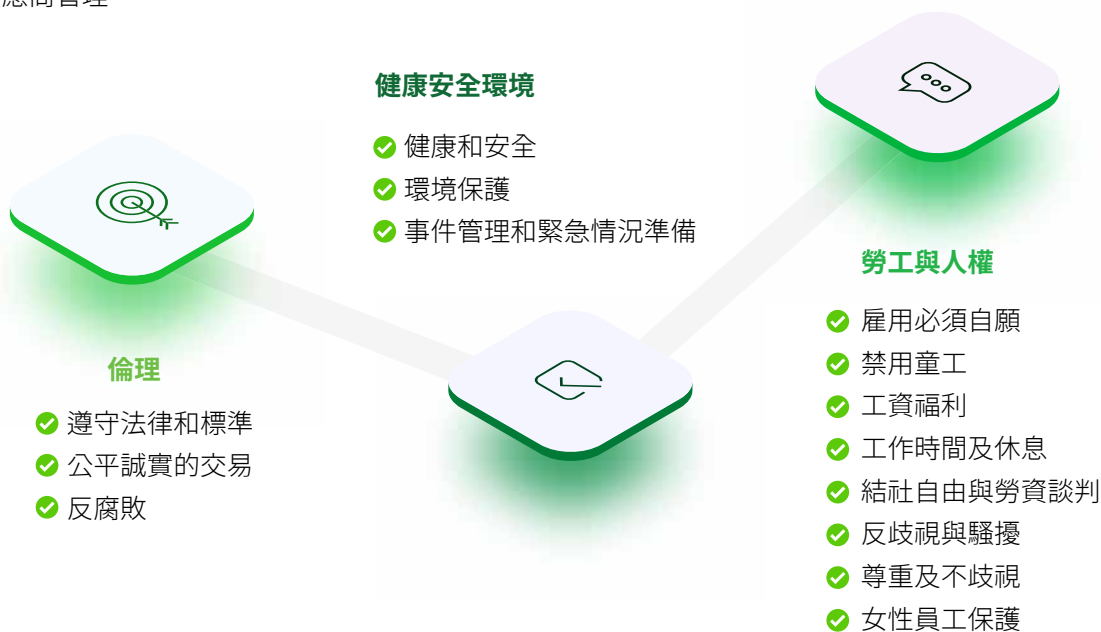 應商管理
健康安全環境
健康和安全
環境保護
事件管理和緊急情況準備
倫理
遵守法律和標準
公平誠實的交易
反腐敗
勞工與人權
雇用必須自願
禁用童工
工資福利
工作時間及休息
結社自由與勞資談判
反歧視與騷擾
尊重及不歧視
女性員工保護